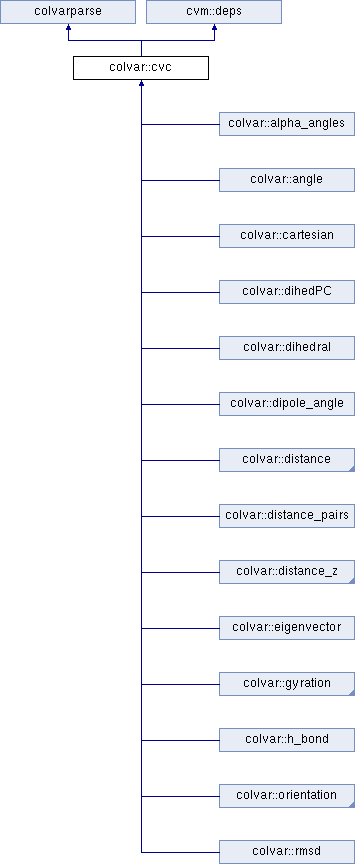 colvarparse
cvm::deps
colvar::cvc
colvar::alpha_angles
colvar::angle
colvar::cartesian
colvar::dihedPC
colvar::dihedral
colvar::dipole_angle
colvar::distance
colvar::distance_pairs
colvar::distance_z
colvar::eigenvector
colvar::gyration
colvar::h_bond
colvar::orientation
colvar::rmsd